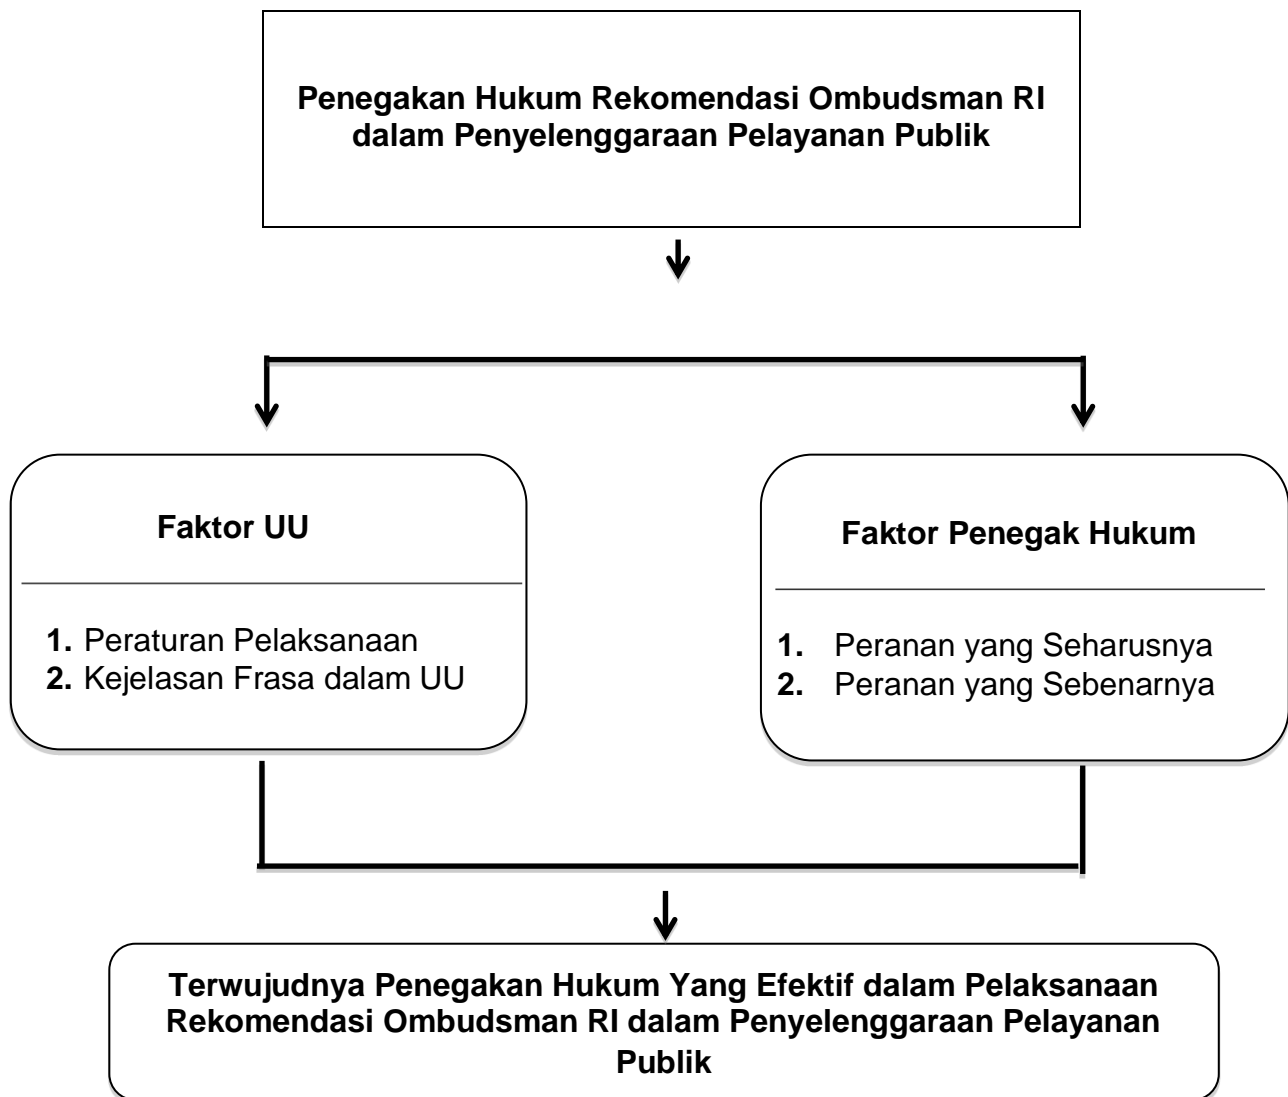 Penegakan Hukum Rekomendasi Ombudsman RI
dalam Penyelenggaraan Pelayanan Publik
Faktor UU
1. Peraturan Pelaksanaan
2. Kejelasan Frasa dalam UU
Faktor Penegak Hukum
1. Peranan yang Seharusnya
2. Peranan yang Sebenarnya
Terwujudnya Penegakan Hukum Yang Efektif dalam Pelaksanaan
Rekomendasi Ombudsman RI dalam Penyelenggaraan Pelayanan
Publik